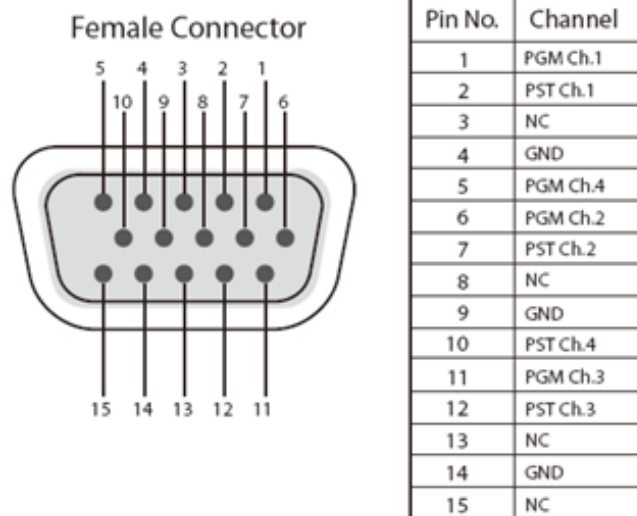 Female Connector
5 4 3 2 1
10 9 8 7 6
15 14 13 12 11
Pin No. Channel
1 PGM Ch.1
2 PST Ch.1
3 NC
4 GND
5 PGM Ch.4
6 PGM Ch.2
7 PST Ch.2
8 NC
9 GND
10 PST Ch.4
11 PGM Ch.3
12 PST Ch.3
13 NC
14 GND
15 NC